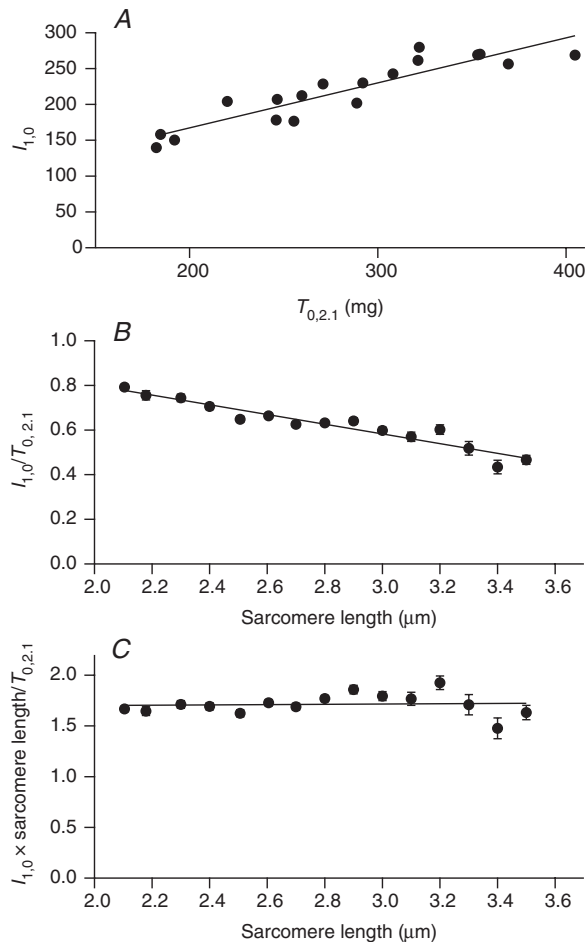 A
300
250
200
150
100
50
0
I1,0
200 300 400
T0,2.1 (mg)
B
1.0
0.8
0.6
0.4
0.2
0.0
I1,0/T0, 2.1
2.0 2.2 2.4 2.6 2.8 3.0 3.2 3.4 3.6
Sarcomere length (μm)
C
2.0
1.5
1.0
0.5
0.0
I1,0 × sarcomere length/T0,2.1
2.0 2.2 2.4 2.6 2.8 3.0 3.2 3.4 3.6
Sarcomere length (μm)